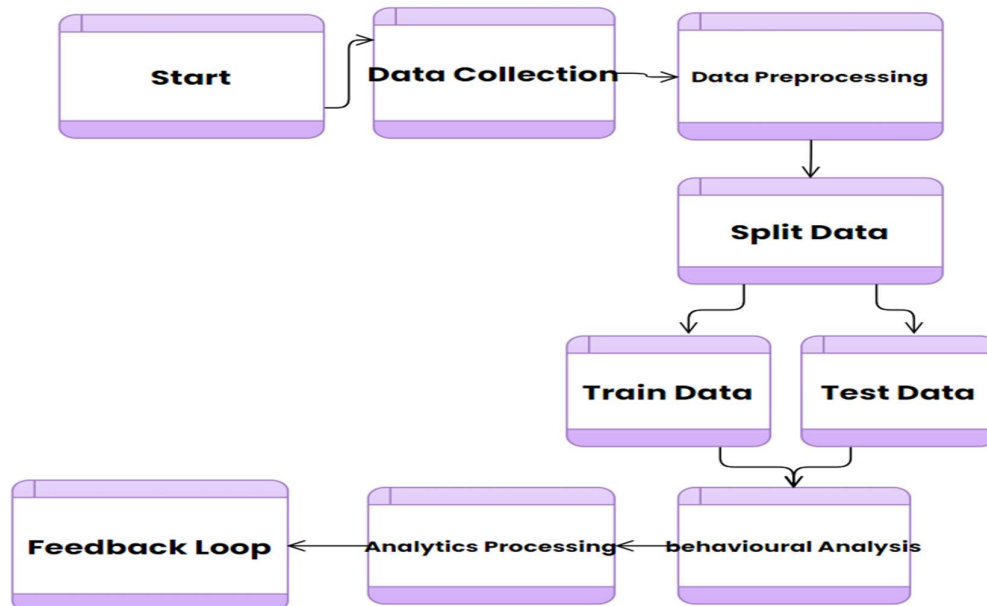 Start
Data Collection
Data Preprocessing
Split Data
Train Data
Test Data
behavioural Analysis
Analytics Processing
Feedback Loop